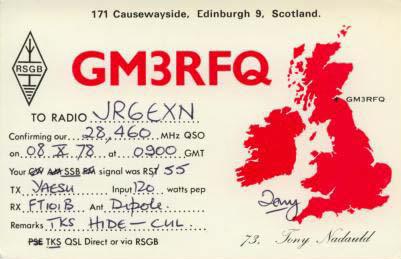 171 Causewayside, Edinburgh 9, Scotland.
RSGB
GM3RFQ
GM3RFQ
TO RADIO JR6EXN
Confirming our 28,460 MHz QSO
on 08 X 78 at 0900 GMT
Your CW AM SSB FM signal was RST 55
TX YAESU Input 120 watts pep
RX FT101B Ant Dipole.
Remarks TKS HIDE - CUL
PSE TKS QSL Direct or via RSGB
Tony
73. Tony Nadauld